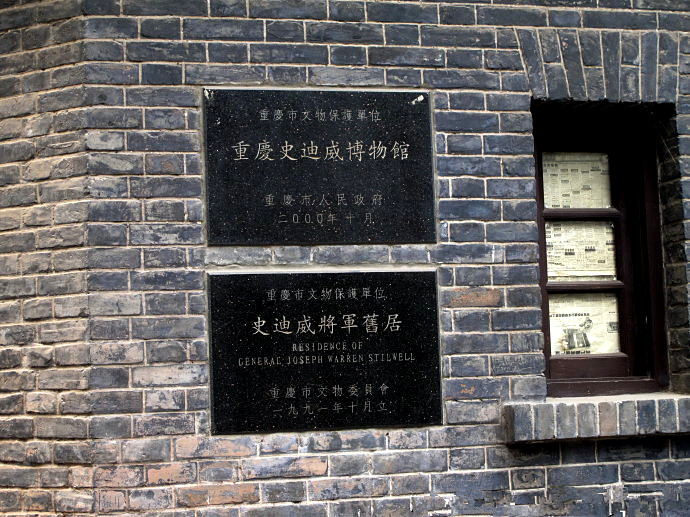 重慶市文物保護單位
重慶史迪威博物館
重慶市人民政府
二000年十月
重慶市文物保護單位
史迪威將軍舊居
RESIDENCE OF
GENERAL JOSEPH WARREN STILWELL
重慶市文物委員會
一九九一年十月立